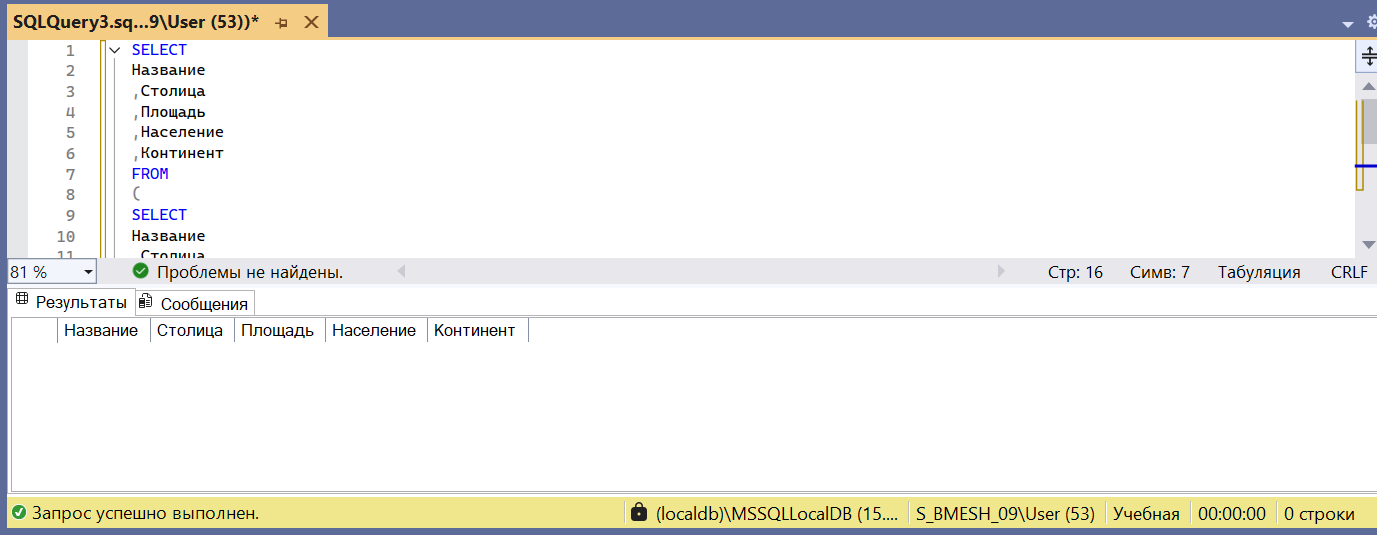 SQLQuery3.sq...9\User (53))*
1 SELECT
2 Название
3 ,Столица
4 ,Площадь
5 ,Население
6 ,Континент
7 FROM
8 (
9 SELECT
10 Название
11 Столица
81 % Проблемы не найдены. Стр: 16 Симв: 7 Табуляция CRLF
Результаты Сообщения
Название Столица Площадь Население Континент
Запрос успешно выполнен. (localdb)\MSSQLLocalDB (15.... S_BMESH_09\User (53) Учебная 00:00:00 0 строки